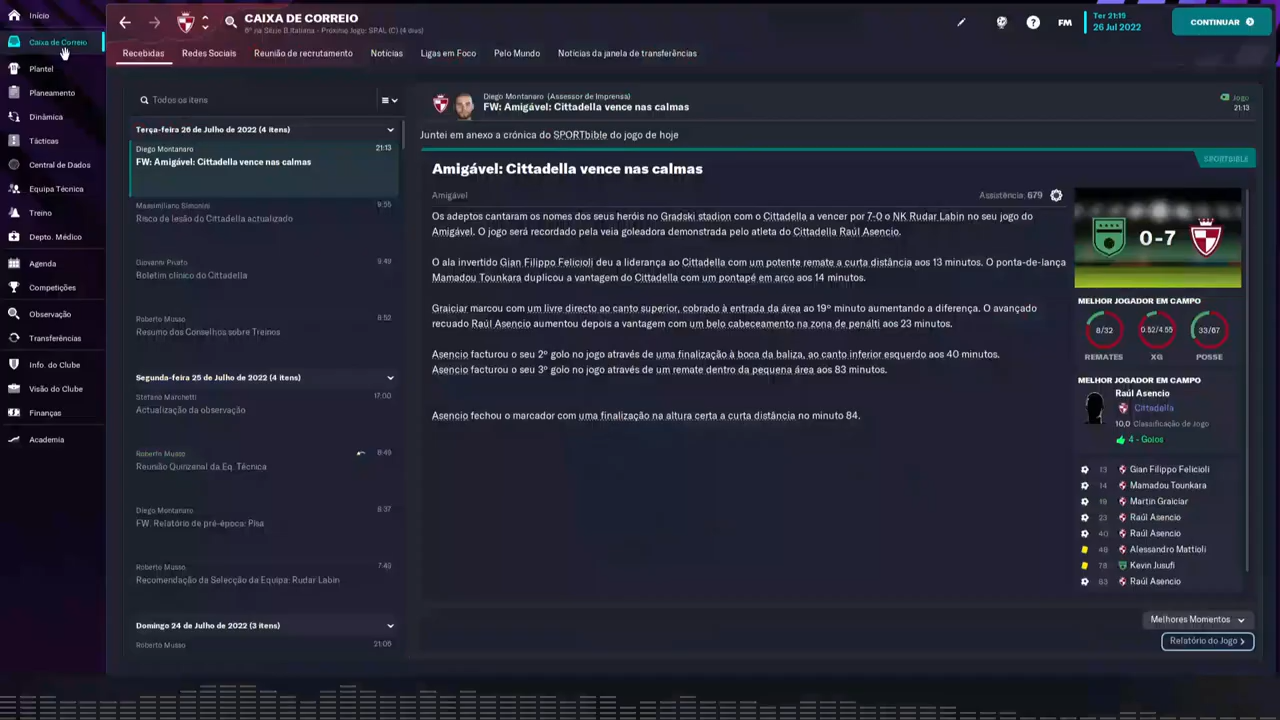 Início
Caixa de Correio
Plantel
Planeamento
Dinâmica
Tácticas
Central de Dados
Equipa Técnica
Treino
Depto. Médico
Agenda
Competições
Observação
Transferências
Info. do Clube
Visão do Clube
Finanças
Academia
CAIXA DE CORREIO
6º na Série B Italiana - Próximo Jogo: SPAL (C) (4 dias)
FM
Ter 21:19
26 Jul 2022
CONTINUAR
Recebidas
Redes Sociais
Reunião de recrutamento
Notícias
Ligas em Foco
Pelo Mundo
Notícias da janela de transferências
Todos os itens
Terça-feira 26 de Julho de 2022 (4 itens)
Diego Montanaro 21:13
FW: Amigável: Cittadella vence nas calmas
Massimiliano Simonini 9:55
Risco de lesão do Cittadella actualizado
Giovanni Privato 9:49
Boletim clínico do Cittadella
Roberto Musso 8:52
Resumo dos Conselhos sobre Treinos
Segunda-feira 25 de Julho de 2022 (4 itens)
Stefano Marchetti 17:00
Actualização da observação
Roberto Musso 8:49
Reunião Quinzenal da Eq. Técnica
Diego Montanaro 8:37
FW: Relatório de pré-época: Pisa
Roberto Musso 7:49
Recomendação da Selecção da Equipa: Rudar Labin
Domingo 24 de Julho de 2022 (3 itens)
Roberto Musso 21:05
Diego Montanaro (Assessor de Imprensa)
FW: Amigável: Cittadella vence nas calmas
Jogo
21:13
Juntei em anexo a crónica do SPORTbible do jogo de hoje
SPORTBIBLE
Amigável: Cittadella vence nas calmas
Amigável
Assistência: 679
Os adeptos cantaram os nomes dos seus heróis no Gradski stadion com o Cittadella a vencer por 7-0 o NK Rudar Labin no seu jogo do
Amigável. O jogo será recordado pela veia goleadora demonstrada pelo atleta do Cittadella Raúl Asencio.
O ala invertido Gian Filippo Felicioli deu a liderança ao Cittadella com um potente remate a curta distância aos 13 minutos. O ponta-de-lança
Mamadou Tounkara duplicou a vantagem do Cittadella com um pontapé em arco aos 14 minutos.
Graiciar marcou com um livre directo ao canto superior, cobrado à entrada da área ao 19º minuto aumentando a diferença. O avançado
recuado Raúl Asencio aumentou depois a vantagem com um belo cabeceamento na zona de penálti aos 23 minutos.
Asencio facturou o seu 2º golo no jogo através de uma finalização à boca da baliza, ao canto inferior esquerdo aos 40 minutos.
Asencio facturou o seu 3º golo no jogo através de um remate dentro da pequena área aos 83 minutos.
Asencio fechou o marcador com uma finalização na altura certa a curta distância no minuto 84.
0-7
MELHOR JOGADOR EM CAMPO
8/32
0.52/4.55
33/67
REMATES
XG
POSSE
MELHOR JOGADOR EM CAMPO
Raúl Asencio
Cittadella
10,0 Classificação de Jogo
4 - Golos
13 Gian Filippo Felicioli
14 Mamadou Tounkara
19 Martin Graiciar
23 Raúl Asencio
40 Raúl Asencio
48 Alessandro Mattioli
78 Kevin Jusufi
83 Raúl Asencio
Melhores Momentos
Relatório do Jogo